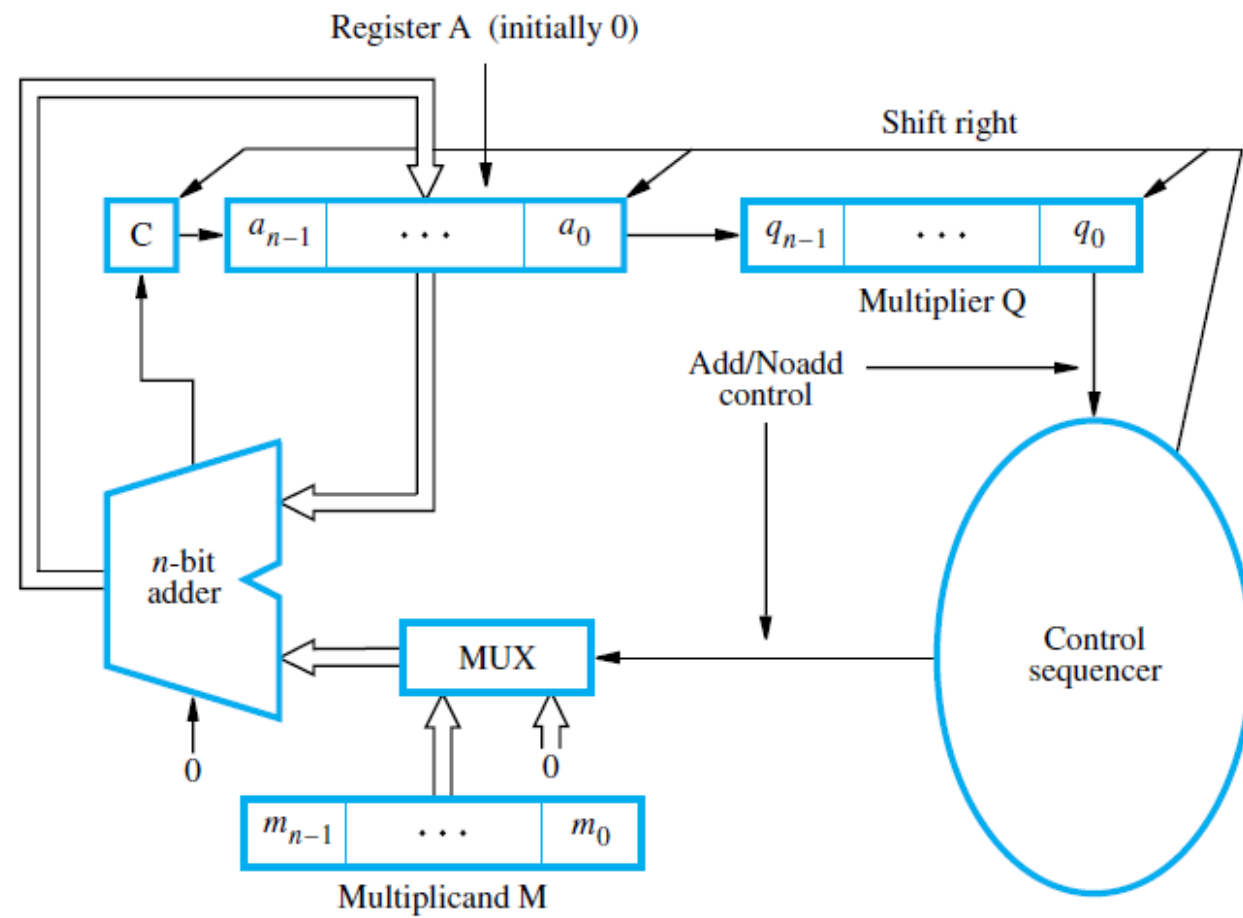 Register A (initially 0)
Shift right
C
a_{n−1} · · · a_0
q_{n−1} · · · q_0
Multiplier Q
Add/Noadd
control
n-bit
adder
MUX
Control
sequencer
0
0
m_{n−1} · · · m_0
Multiplicand M